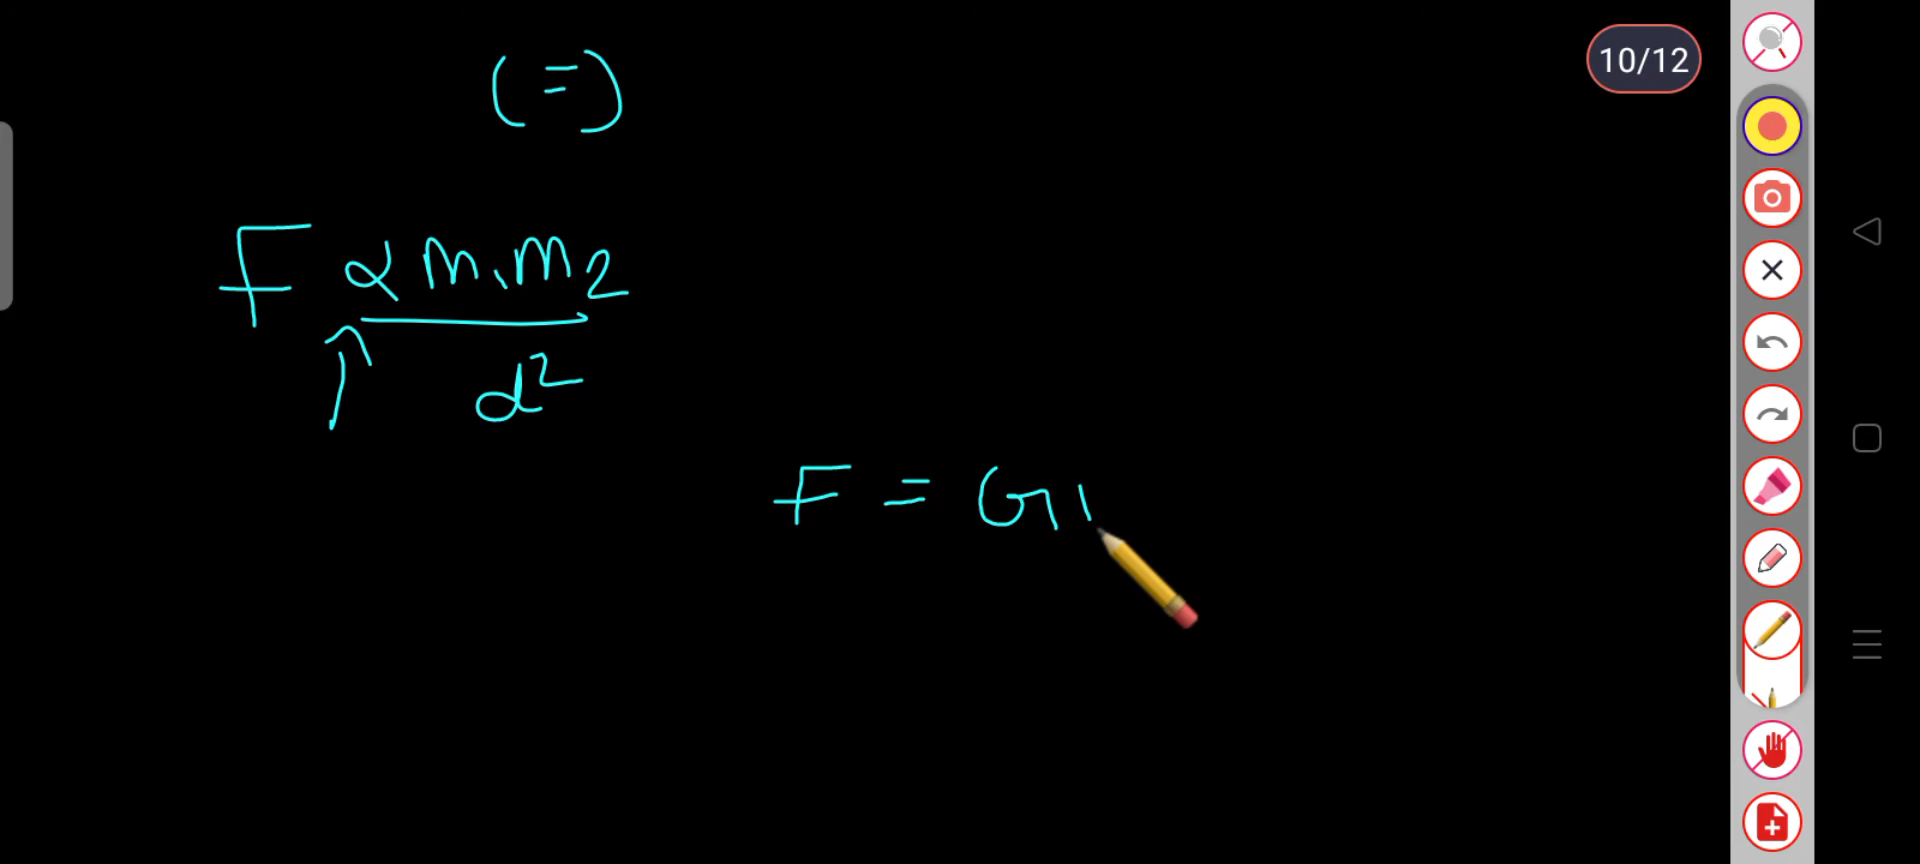 (=)
10/12
F α m1m2
d²
F = G